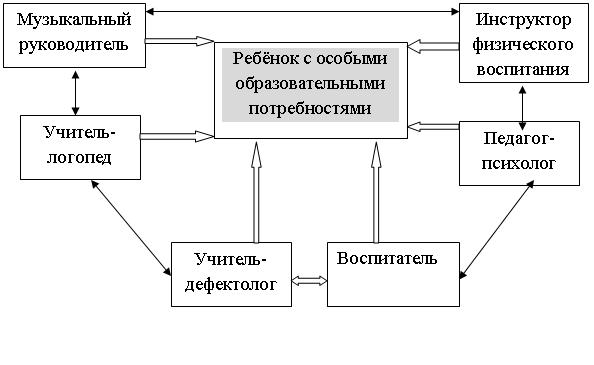 Музыкальный
руководитель
Ребёнок с особыми
образовательными
потребностями
Инструктор
физического
воспитания
Учитель-
логопед
Педагог-
психолог
Учитель-
дефектолог
Воспитатель